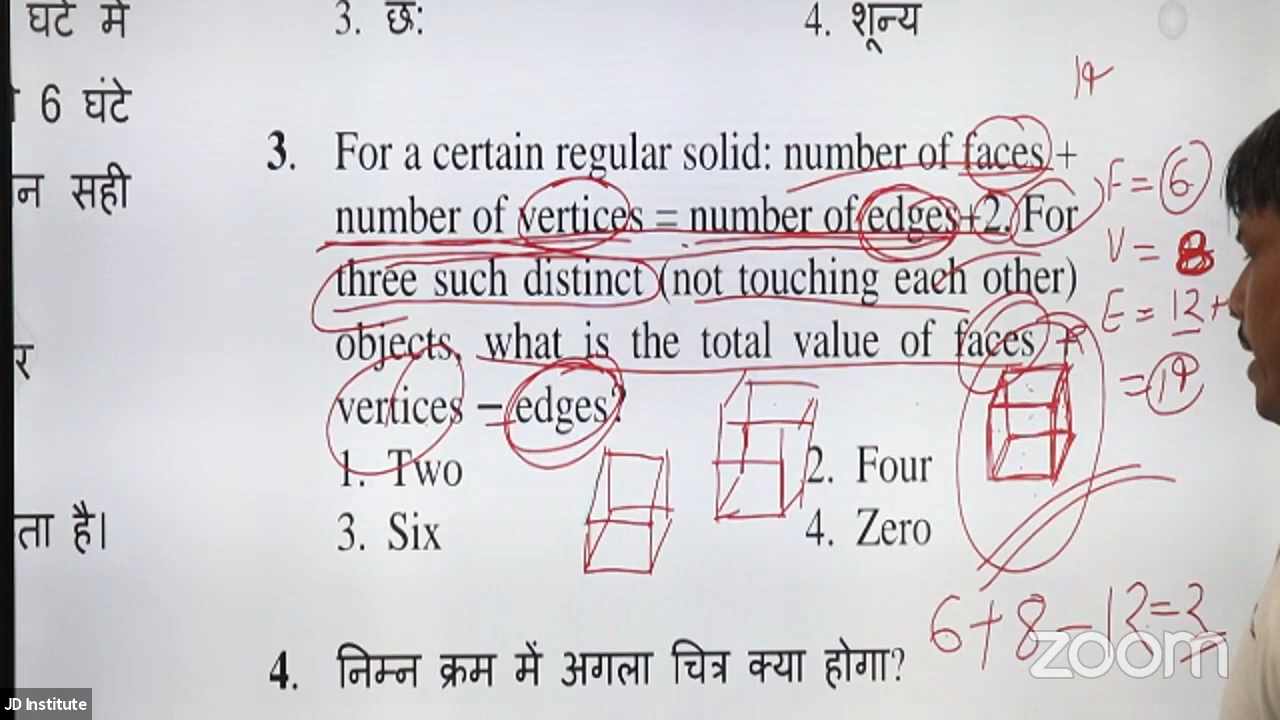 घंटे में
3. छ:
4. शून्य
6 घंटे
न सही
र
ता है।
3. For a certain regular solid: number of faces +
number of vertices = number of edges+2. For
three such distinct (not touching each other)
objects, what is the total value of faces +
vertices – edges?
1. Two 2. Four
3. Six 4. Zero
4. निम्न क्रम में अगला चित्र क्या होगा?
14
F = 6
V = 8
E = 12 +
= 14
6+8-12=2
zoom
JD Institute